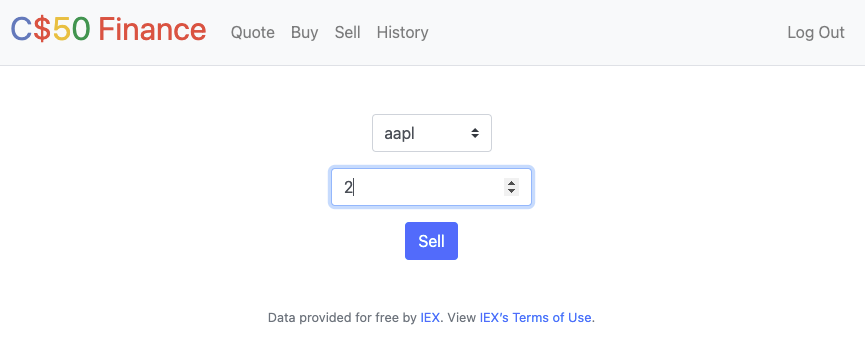 C$50 Finance Quote Buy Sell History Log Out
aapl
2
Sell
Data provided for free by IEX. View IEX’s Terms of Use.